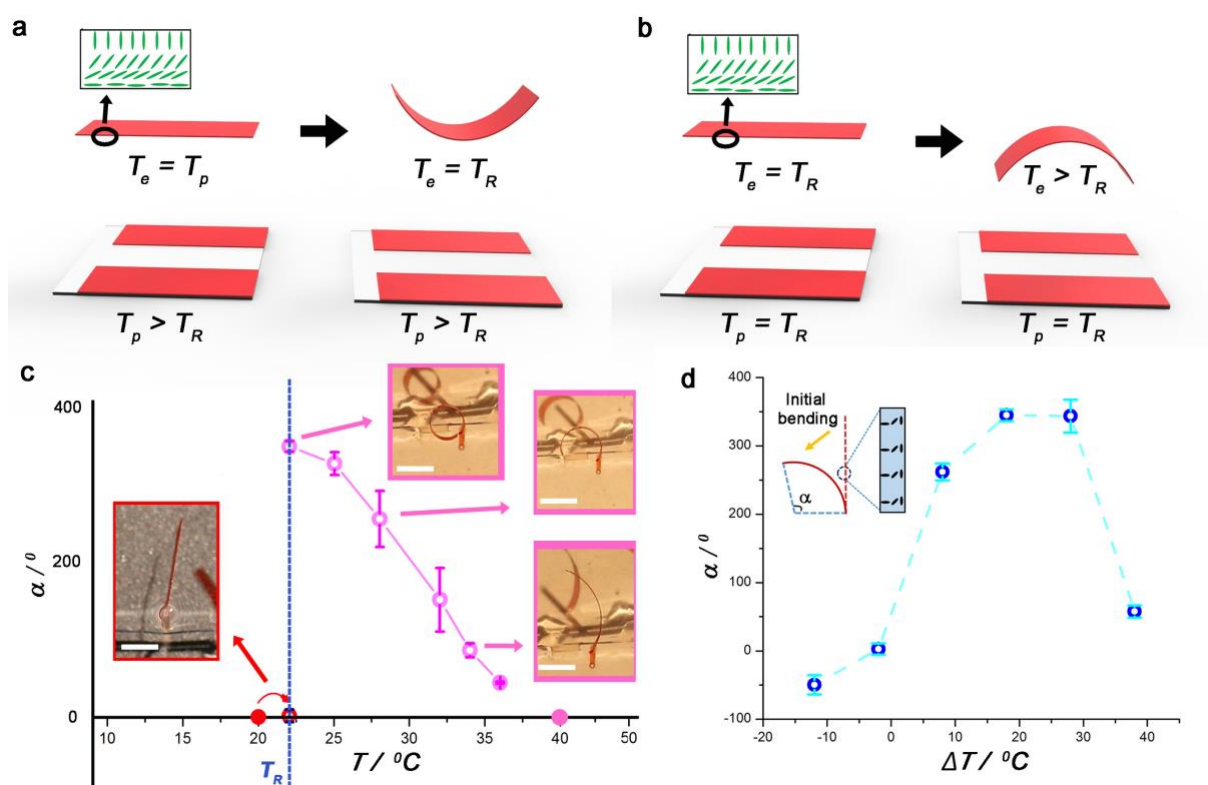 a
b
T_e = T_p
T_e = T_R
T_e = T_R
T_e > T_R
T_p > T_R
T_p > T_R
T_p = T_R
T_p = T_R
c
d
400
200
0
α / ⁰
10
15
20
25
30
35
40
50
T_R
T / ⁰C
400
300
200
100
0
-100
α / ⁰
Initial
bending
α
-20
-10
0
10
20
30
40
ΔT / ⁰C